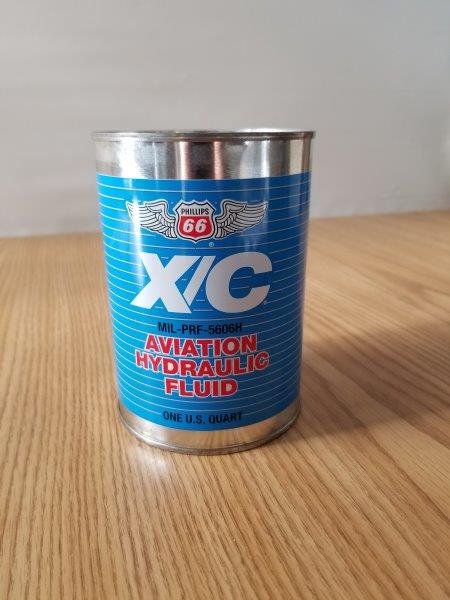 PHILLIPS
66
X/C
MIL-PRF-5606H
AVIATION
HYDRAULIC
FLUID
ONE U.S. QUART